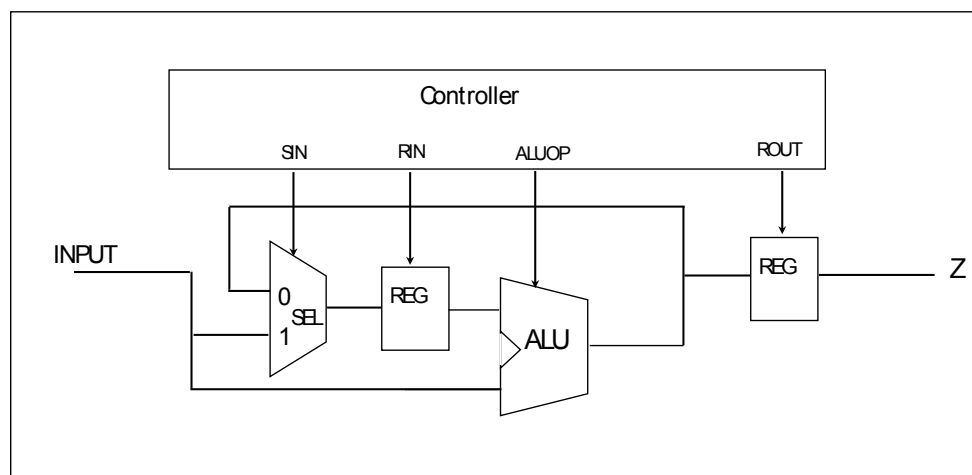 Controller
SIN RIN ALUOP ROUT
INPUT
REG
Z
0
REG
SEL
1
ALU